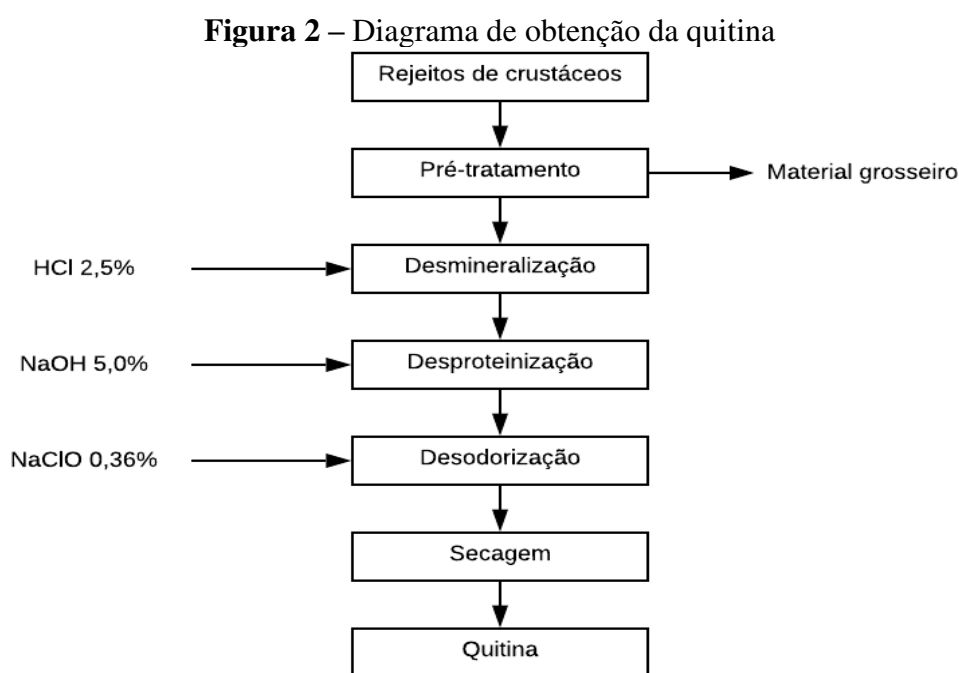 Figura 2 – Diagrama de obtenção da quitina
Rejeitos de crustáceos
Pré-tratamento
Material grosseiro
HCl 2,5%
Desmineralização
NaOH 5,0%
Desproteinização
NaClO 0,36%
Desodorização
Secagem
Quitina